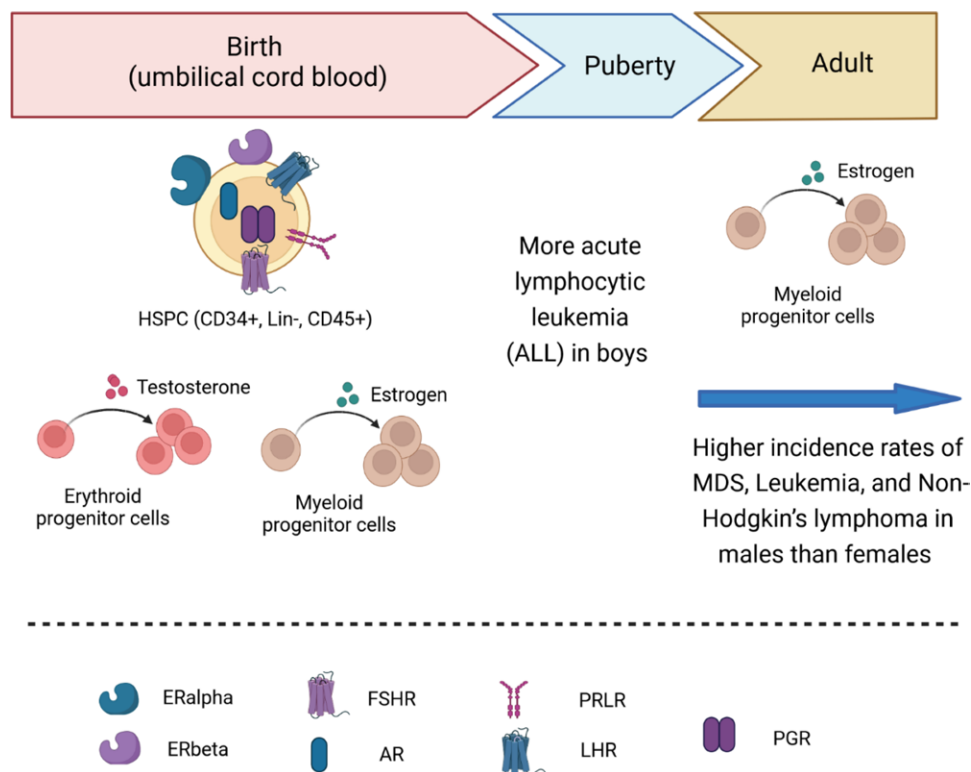 Birth
(umbilical cord blood)
Puberty
Adult
HSPC (CD34+, Lin-, CD45+)
Testosterone
Erythroid
progenitor cells
Estrogen
Myeloid
progenitor cells
More acute
lymphocytic
leukemia
(ALL) in boys
Estrogen
Myeloid
progenitor cells
Higher incidence rates of
MDS, Leukemia, and Non-
Hodgkin's lymphoma in
males than females
ERalpha
FSHR
PRLR
PGR
ERbeta
AR
LHR